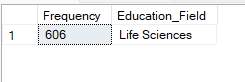 Frequency Education_Field
1 606 Life Sciences